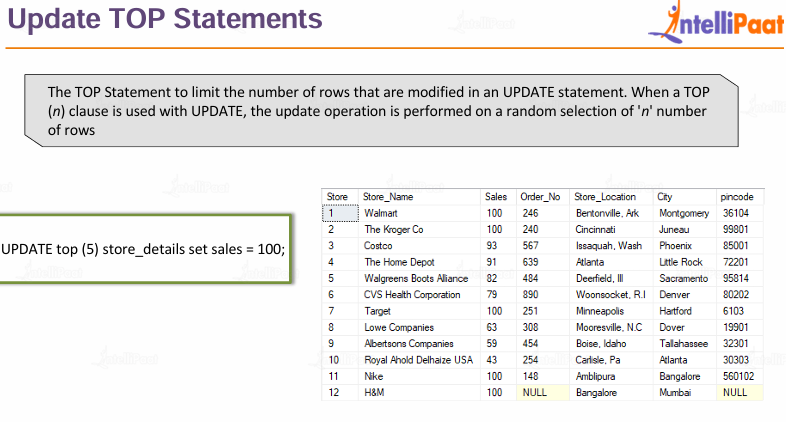 Update TOP Statements
IntelliPaat
The TOP Statement to limit the number of rows that are modified in an UPDATE statement. When a TOP
(n) clause is used with UPDATE, the update operation is performed on a random selection of 'n' number
of rows
UPDATE top (5) store_details set sales = 100;
Store Store_Name Sales Order_No Store_Location City pincode
1 Walmart 100 246 Bentonville, Ark Montgomery 36104
2 The Kroger Co 100 240 Cincinnati Juneau 99801
3 Costco 93 567 Issaquah, Wash Phoenix 85001
4 The Home Depot 91 639 Atlanta Little Rock 72201
5 Walgreens Boots Alliance 82 484 Deerfield, Ill Sacramento 95814
6 CVS Health Corporation 79 890 Woonsocket, R.I Denver 80202
7 Target 100 251 Minneapolis Hartford 6103
8 Lowe Companies 63 308 Mooresville, N.C Dover 19901
9 Albertsons Companies 59 454 Boise, Idaho Tallahassee 32301
10 Royal Ahold Delhaize USA 43 254 Carlisle, Pa Atlanta 30303
11 Nike 100 148 Amblipura Bangalore 560102
12 H&M 100 NULL Bangalore Mumbai NULL